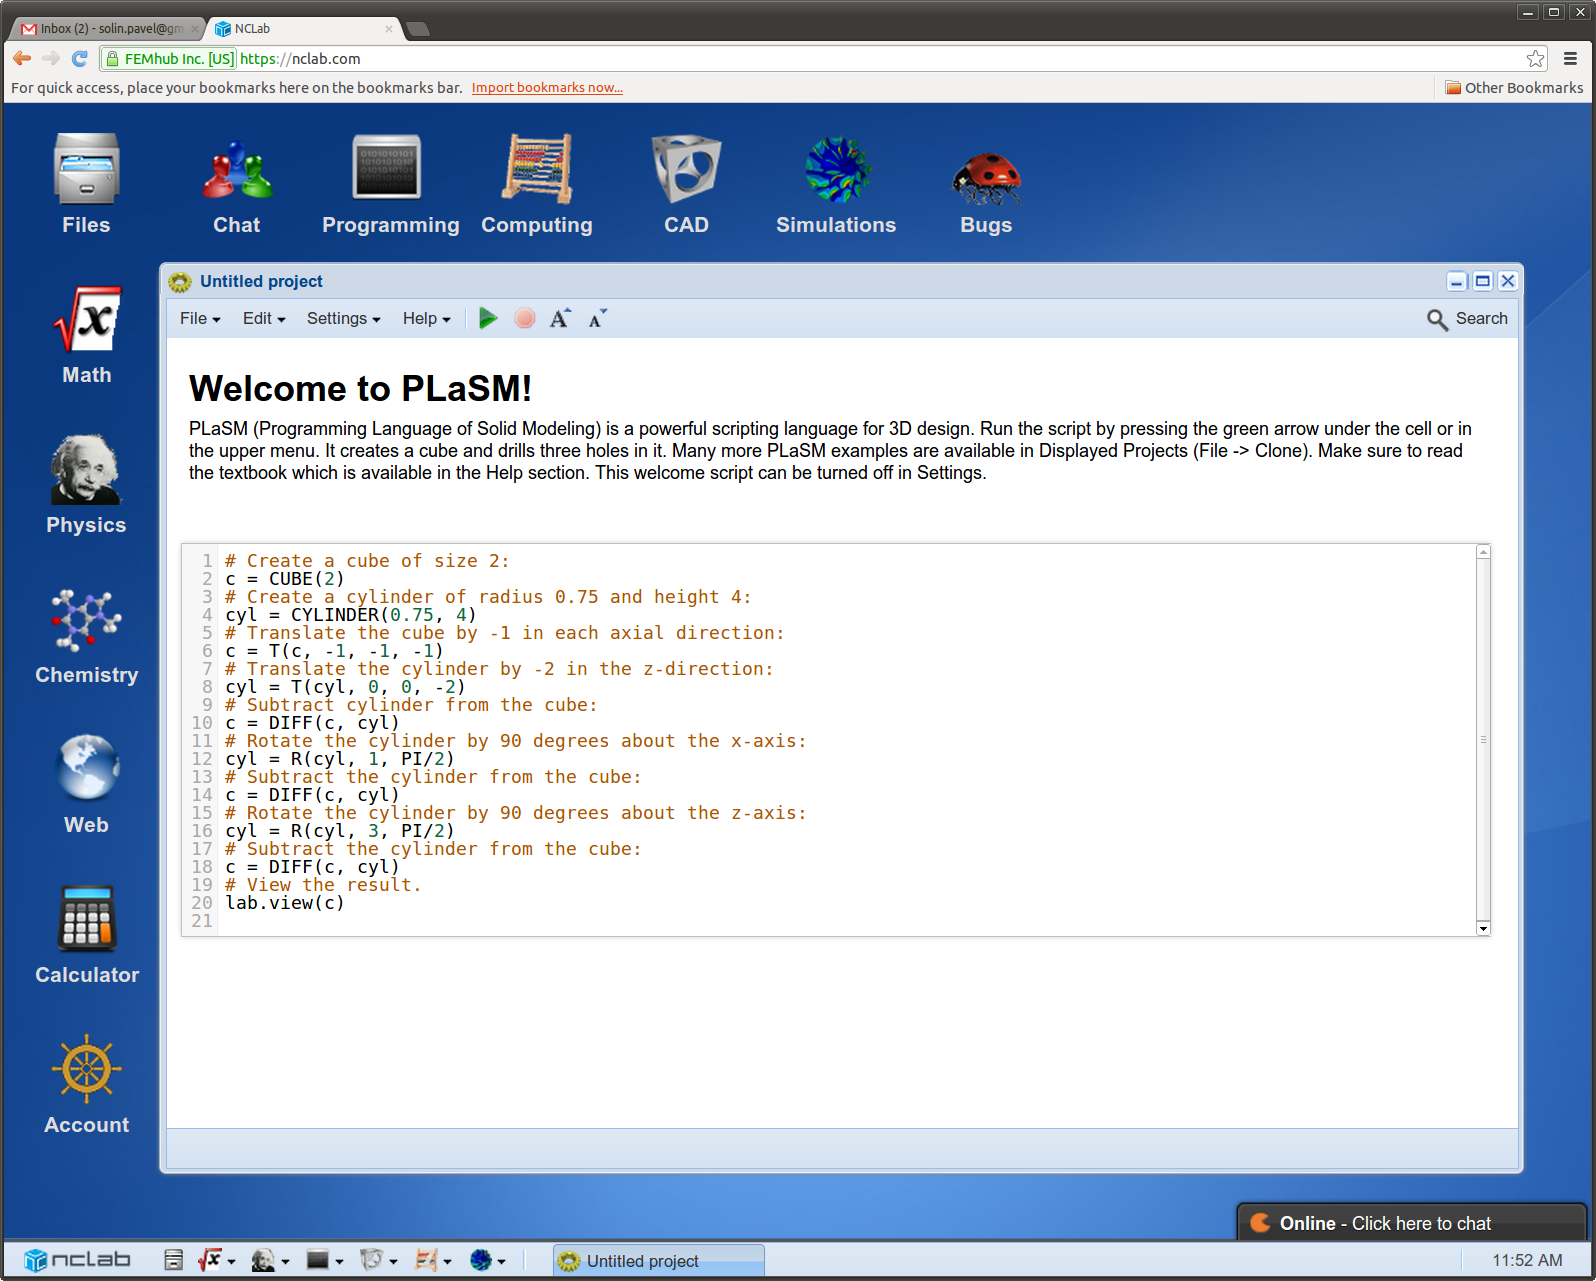 Inbox (2) - solin.pavel@gm
NCLab
FEMhub Inc. [US] https://nclab.com
For quick access, place your bookmarks here on the bookmarks bar. Import bookmarks now...
Other Bookmarks
Files
Chat
Programming
Computing
CAD
Simulations
Bugs
Math
Physics
Chemistry
Web
Calculator
Account
Untitled project
File Edit Settings Help
Search
Welcome to PLaSM!
PLaSM (Programming Language of Solid Modeling) is a powerful scripting language for 3D design. Run the script by pressing the green arrow under the cell or in
the upper menu. It creates a cube and drills three holes in it. Many more PLaSM examples are available in Displayed Projects (File -> Clone). Make sure to read
the textbook which is available in the Help section. This welcome script can be turned off in Settings.
1 # Create a cube of size 2:
2 c = CUBE(2)
3 # Create a cylinder of radius 0.75 and height 4:
4 cyl = CYLINDER(0.75, 4)
5 # Translate the cube by -1 in each axial direction:
6 c = T(c, -1, -1, -1)
7 # Translate the cylinder by -2 in the z-direction:
8 cyl = T(cyl, 0, 0, -2)
9 # Subtract cylinder from the cube:
10 c = DIFF(c, cyl)
11 # Rotate the cylinder by 90 degrees about the x-axis:
12 cyl = R(cyl, 1, PI/2)
13 # Subtract the cylinder from the cube:
14 c = DIFF(c, cyl)
15 # Rotate the cylinder by 90 degrees about the z-axis:
16 cyl = R(cyl, 3, PI/2)
17 # Subtract the cylinder from the cube:
18 c = DIFF(c, cyl)
19 # View the result.
20 lab.view(c)
21
Online - Click here to chat
nclab
Untitled project
11:52 AM